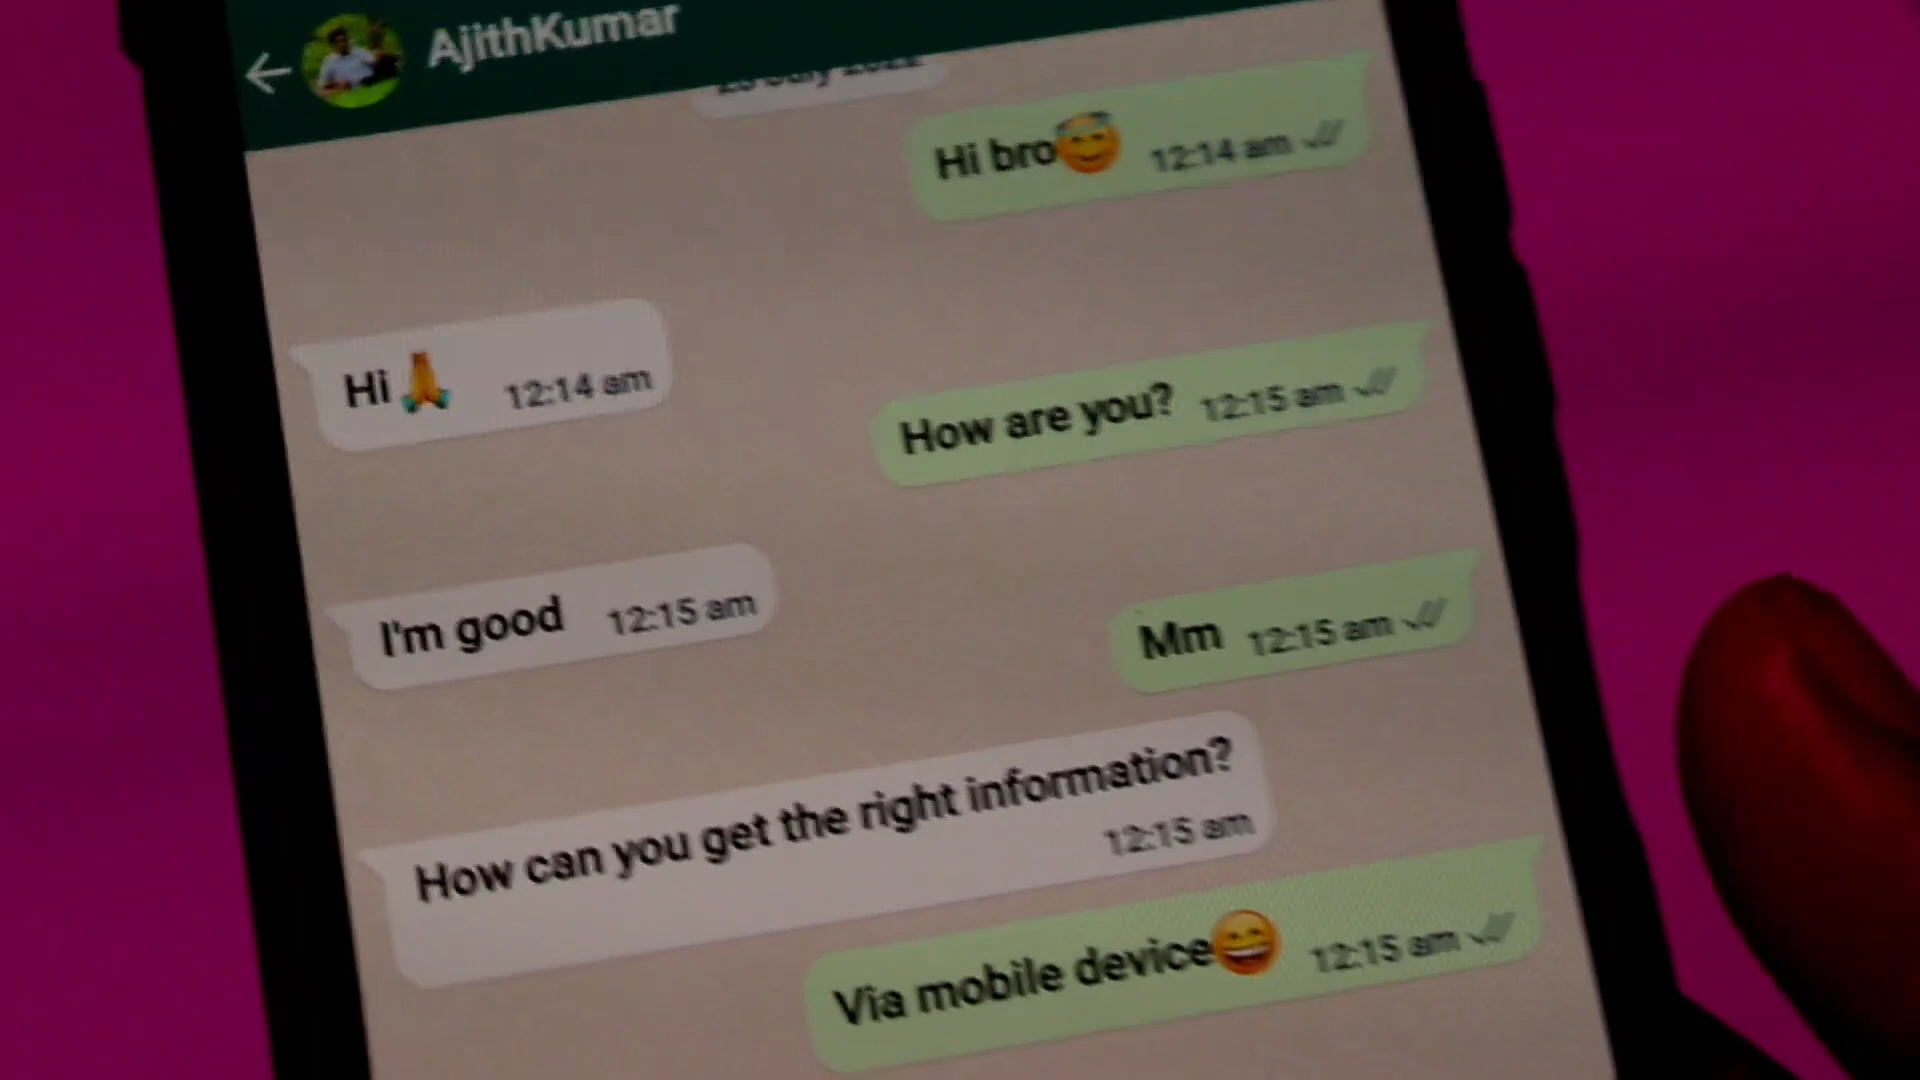 AjithKumar
July 2022
Hi bro😇 12:14 am
Hi🙏 12:14 am
How are you? 12:15 am
I'm good 12:15 am
Mm 12:15 am
How can you get the right information?
12:15 am
Via mobile device😄 12:15 am